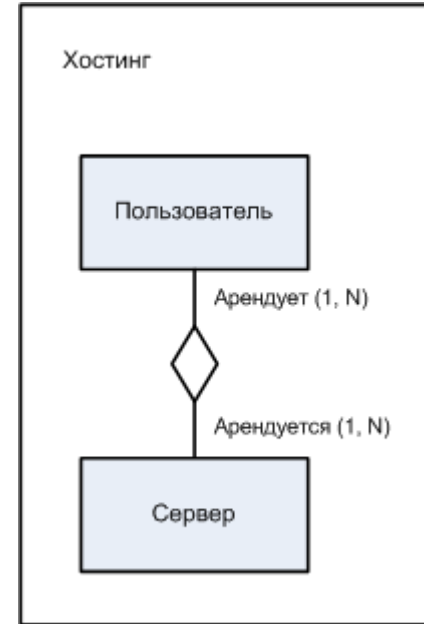 Хостинг
Пользователь
Арендует (1, N)
Арендуется (1, N)
Сервер